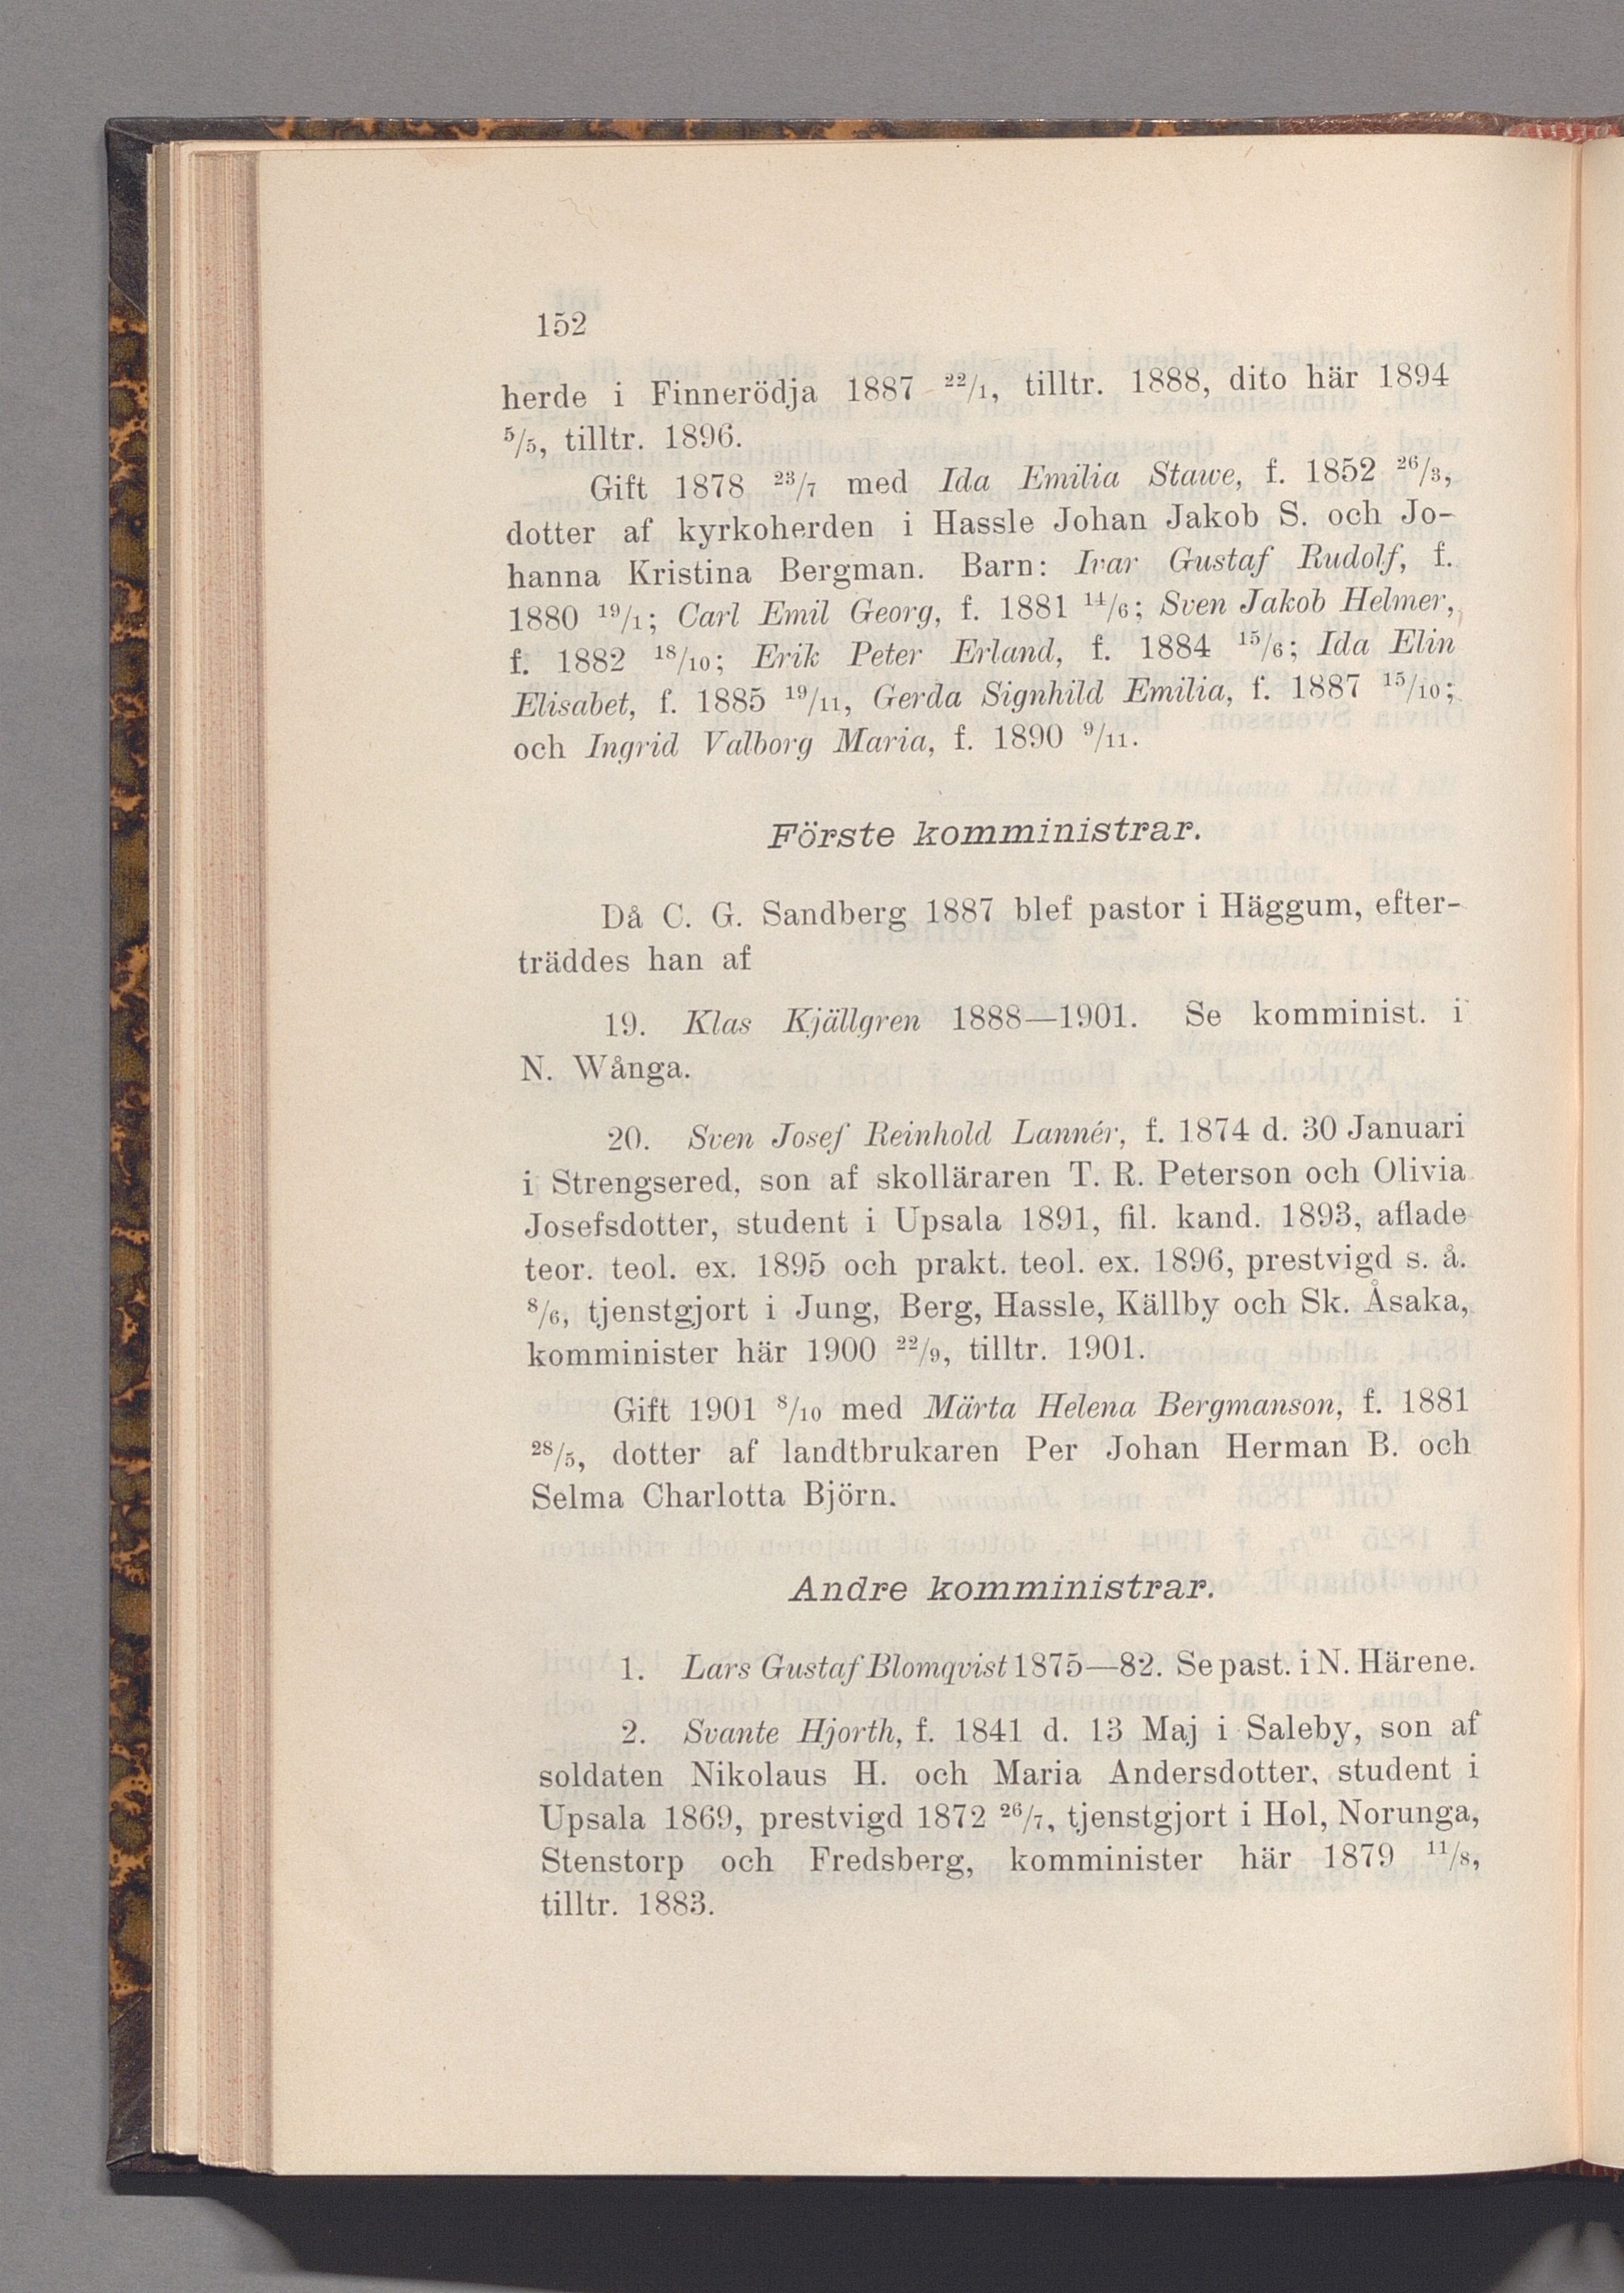 152
herde i Finnerödja 1887 22/1, tilltr. 1888, dito här 1894
5/5, tilltr. 1896.
Gift 1878 23/7 med Ida Emilia Stawe, f. 1852 26/3,
dotter af kyrkoherden i Hassle Johan Jakob S. och Jo-
hanna Kristina Bergman. Barn: Ivar Gustaf Rudolf, f.
1880 19/1; Carl Emil Georg, f. 1881 14/6; Sven Jakob Helmer,
f. 1882 18/10; Erik Peter Erland, f. 1884 15/6; Ida Elin
Elisabet, f. 1885 19/11, Gerda Signhild Emilia, f. 1887 15/10;
och Ingrid Valborg Maria, f. 1890 9/11.
Förste komministrar.
Då C. G. Sandberg 1887 blef pastor i Häggum, efter-
träddes han af
19. Klas Kjällgren 1888—1901. Se komminist. i
N. Wånga.
20. Sven Josef Reinhold Lannér, f. 1874 d. 30 Januari
i Strengsered, son af skolläraren T. R. Peterson och Olivia
Josefsdotter, student i Upsala 1891, fil. kand. 1893, aflade
teor. teol. ex. 1895 och prakt. teol. ex. 1896, prestvigd s. å.
8/6, tjenstgjort i Jung, Berg, Hassle, Källby och Sk. Åsaka,
komminister här 1900 22/9, tilltr. 1901.
Gift 1901 8/10 med Märta Helena Bergmanson, f. 1881
28/5, dotter af landtbrukaren Per Johan Herman B. och
Selma Charlotta Björn.
Andre komministrar.
1. Lars Gustaf Blomqvist 1875—82. Se past. i N. Härene.
2. Svante Hjorth, f. 1841 d. 13 Maj i Saleby, son af
soldaten Nikolaus H. och Maria Andersdotter, student i
Upsala 1869, prestvigd 1872 26/7, tjenstgjort i Hol, Norunga,
Stenstorp och Fredsberg, komminister här 1879 11/8,
tilltr. 1883.